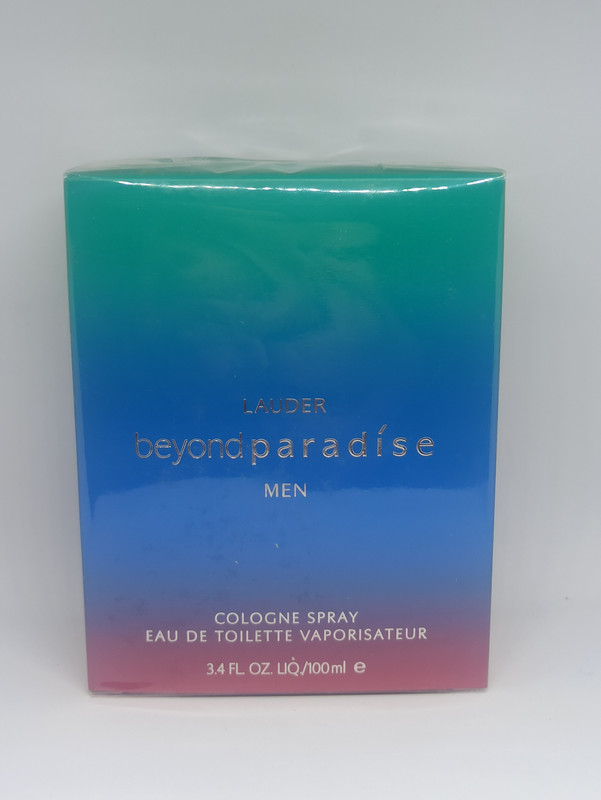 LAUDER
beyondparadíse
MEN
COLOGNE SPRAY
EAU DE TOILETTE VAPORISATEUR
3.4 FL. OZ. LIQ./100ml ℮